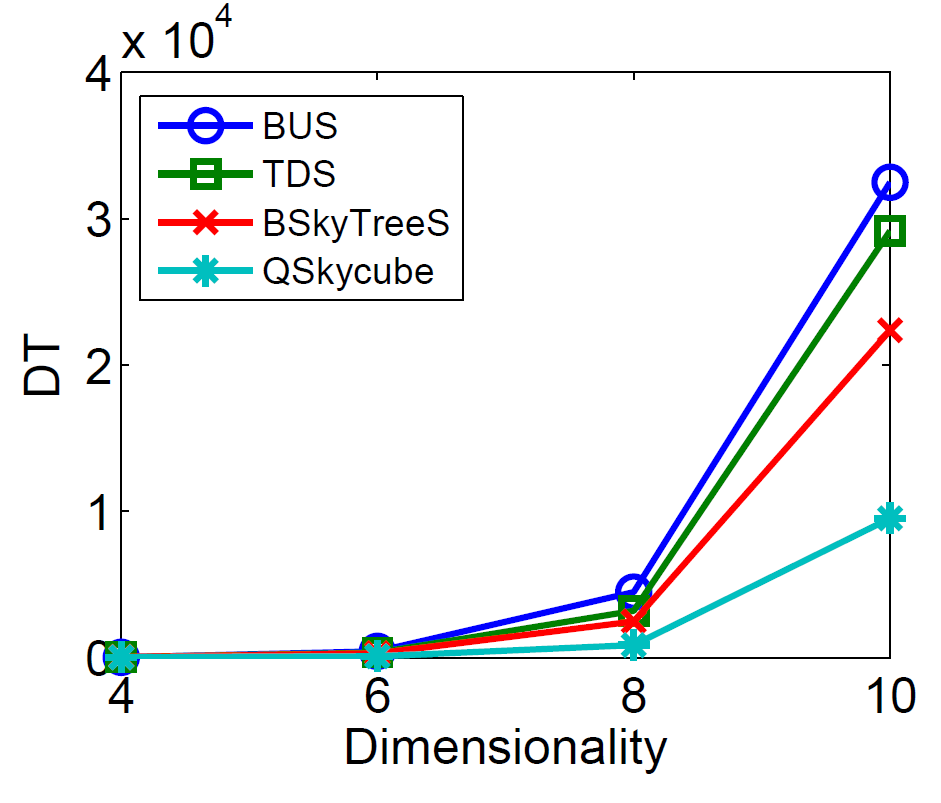 x 10^4
4
3
2
1
0
DT
BUS
TDS
BSkyTreeS
QSkycube
4 6 8 10
Dimensionality